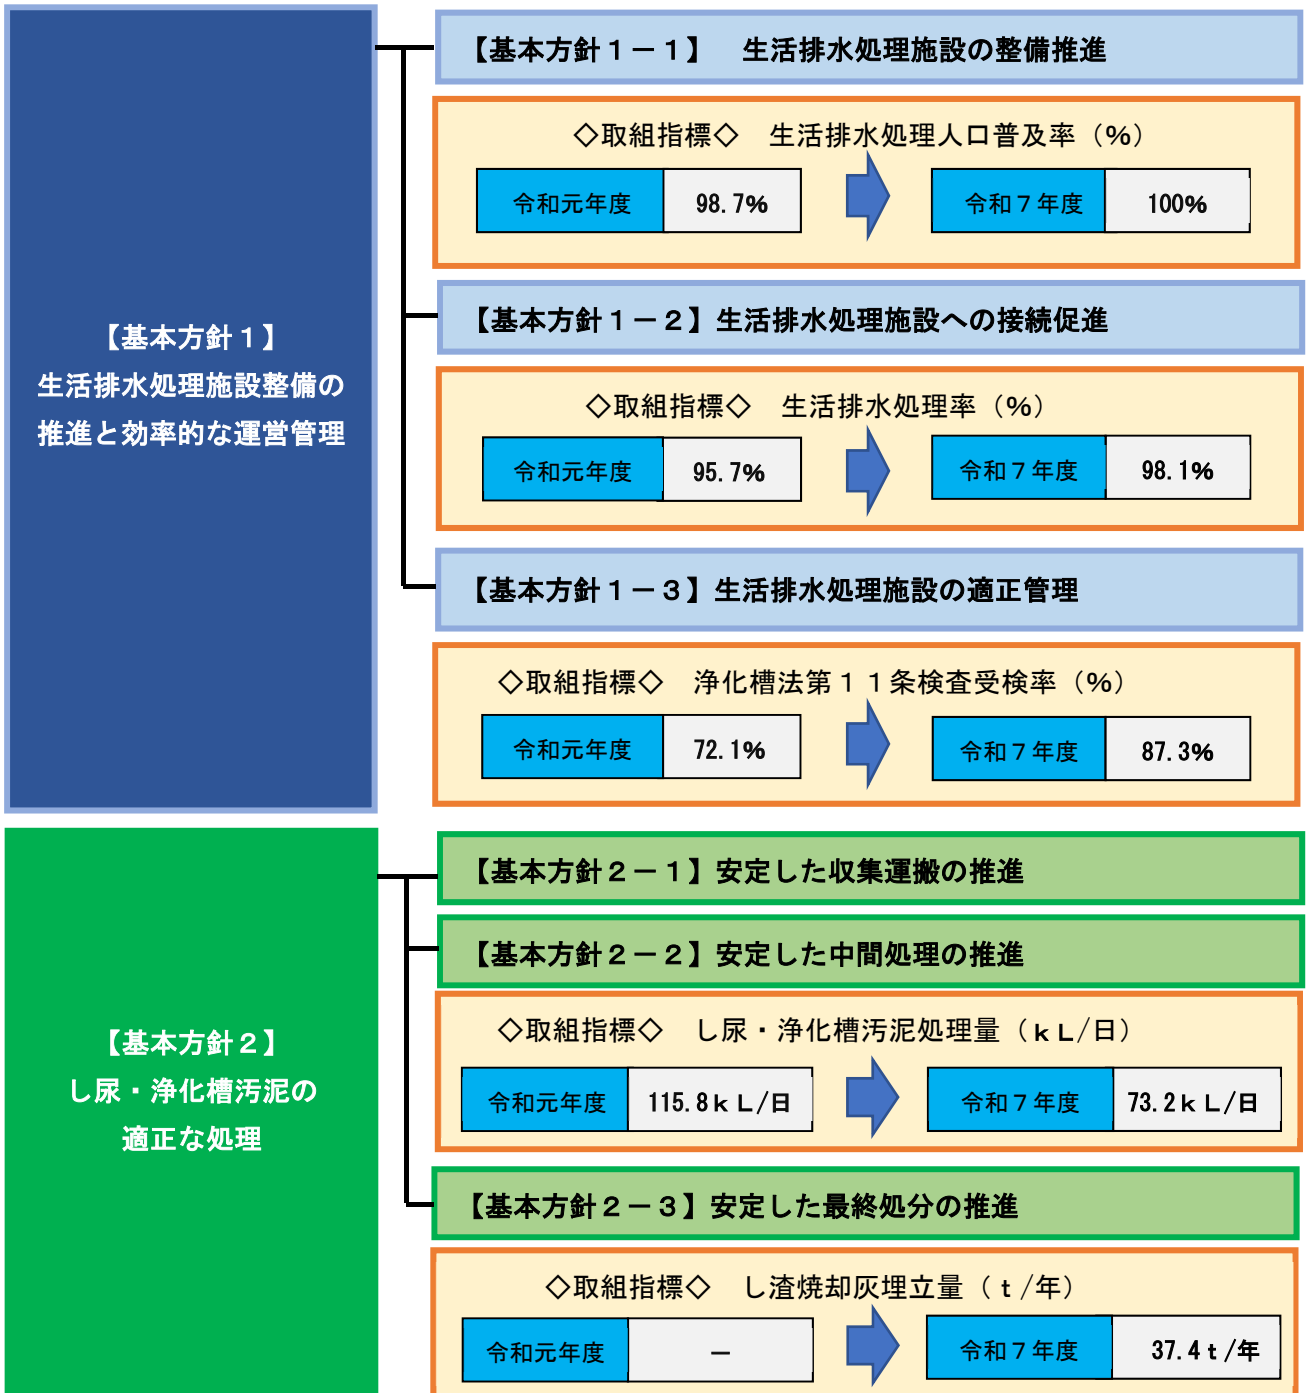 【基本方針１】
生活排水処理施設整備の
推進と効率的な運営管理
【基本方針１－１】　生活排水処理施設の整備推進
◇取組指標◇　生活排水処理人口普及率（％）
令和元年度　98.7%　令和７年度　100%
【基本方針１－２】生活排水処理施設への接続促進
◇取組指標◇　生活排水処理率（％）
令和元年度　95.7%　令和７年度　98.1%
【基本方針１－３】生活排水処理施設の適正管理
◇取組指標◇　浄化槽法第１１条検査受検率（％）
令和元年度　72.1%　令和７年度　87.3%
【基本方針２】
し尿・浄化槽汚泥の
適正な処理
【基本方針２－１】安定した収集運搬の推進
【基本方針２－２】安定した中間処理の推進
◇取組指標◇　し尿・浄化槽汚泥処理量（ｋＬ/日）
令和元年度　115.8ｋＬ/日　令和７年度　73.2ｋＬ/日
【基本方針２－３】安定した最終処分の推進
◇取組指標◇　し渣焼却灰埋立量（ｔ/年）
令和元年度　－　令和７年度　37.4ｔ/年